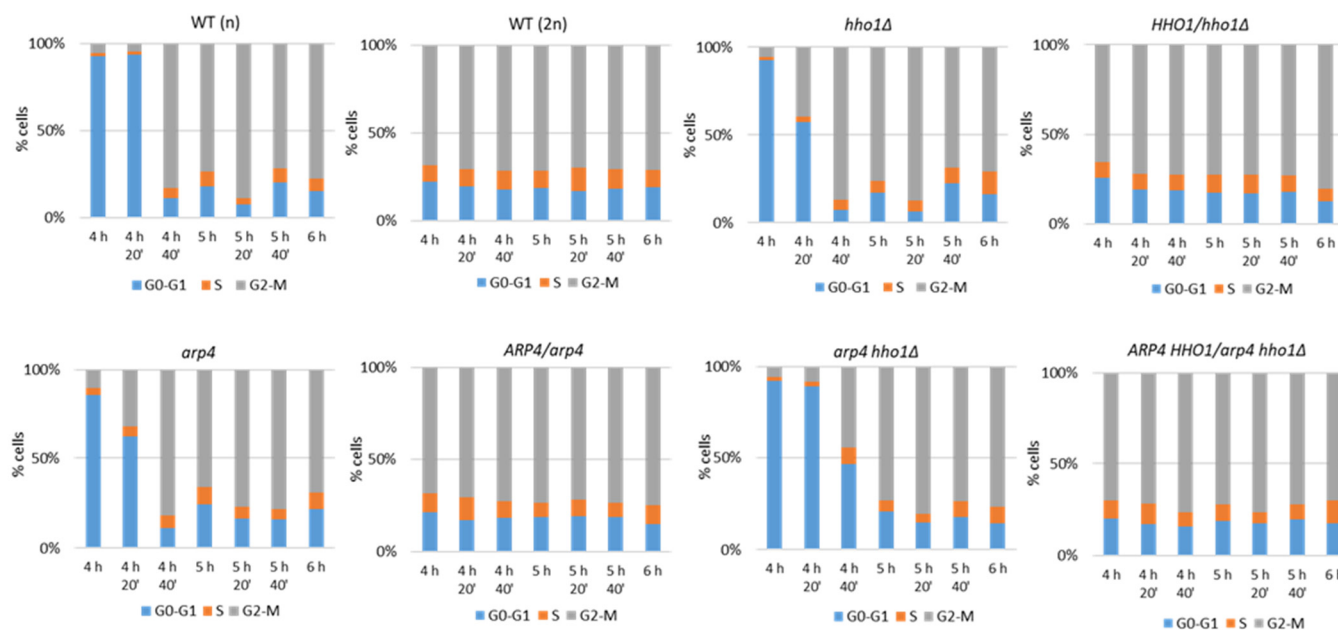 WT (n)
100%
50%
0%
% cells
4 h 4 h 4 h 5 h 5 h 5 h 6 h
20' 40' 20' 40'
G0-G1 S G2-M
WT (2n)
100%
50%
0%
% cells
4 h 4 h 4 h 5 h 5 h 5 h 6 h
20' 40' 20' 40'
G0-G1 S G2-M
hho1Δ
100%
50%
0%
% cells
4 h 4 h 4 h 5 h 5 h 5 h 6 h
20' 40' 20' 40'
G0-G1 S G2-M
HHO1/hho1Δ
100%
50%
0%
% cells
4 h 4 h 4 h 5 h 5 h 5 h 6 h
20' 40' 20' 40'
G0-G1 S G2-M
arp4
100%
50%
0%
% cells
4 h 4 h 4 h 5 h 5 h 5 h 6 h
20' 40' 20' 40'
G0-G1 S G2-M
ARP4/arp4
100%
50%
0%
% cells
4 h 4 h 4 h 5 h 5 h 5 h 6 h
20' 40' 20' 40'
G0-G1 S G2-M
arp4 hho1Δ
100%
50%
0%
% cells
4 h 4 h 4 h 5 h 5 h 5 h 6 h
20' 40' 20' 40'
G0-G1 S G2-M
ARP4 HHO1/arp4 hho1Δ
100%
50%
0%
% cells
4 h 4 h 4 h 5 h 5 h 5 h 6 h
20' 40' 20' 40'
G0-G1 S G2-M